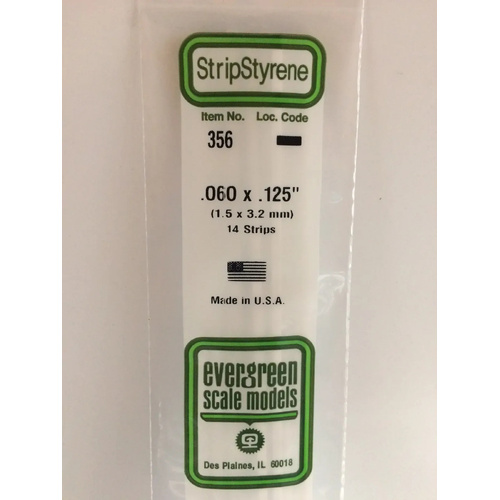 StripStyrene
Item No. Loc. Code
356
.060 x .125"
(1.5 x 3.2 mm)
14 Strips
Made in U.S.A.
evergreen
scale models
Des Plaines, IL 60018